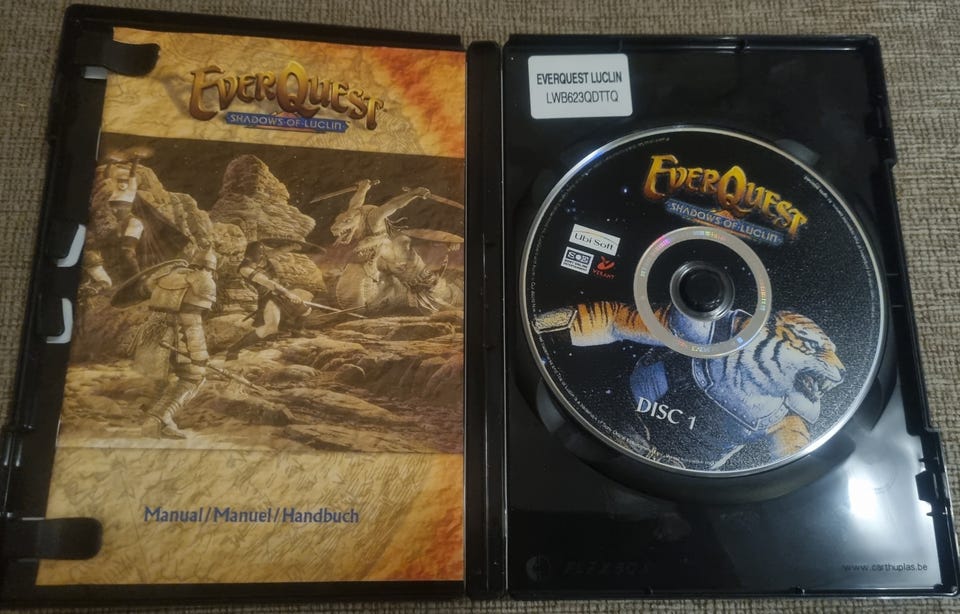 EVERQUEST
SHADOWS OF LUCLIN
Manual/Manuel/Handbuch
EVERQUEST LUCLIN
LWB623QDTTQ
EVERQUEST
SHADOWS OF LUCLIN
Ubi Soft
VERANT
DISC 1
www.carthuplas.be